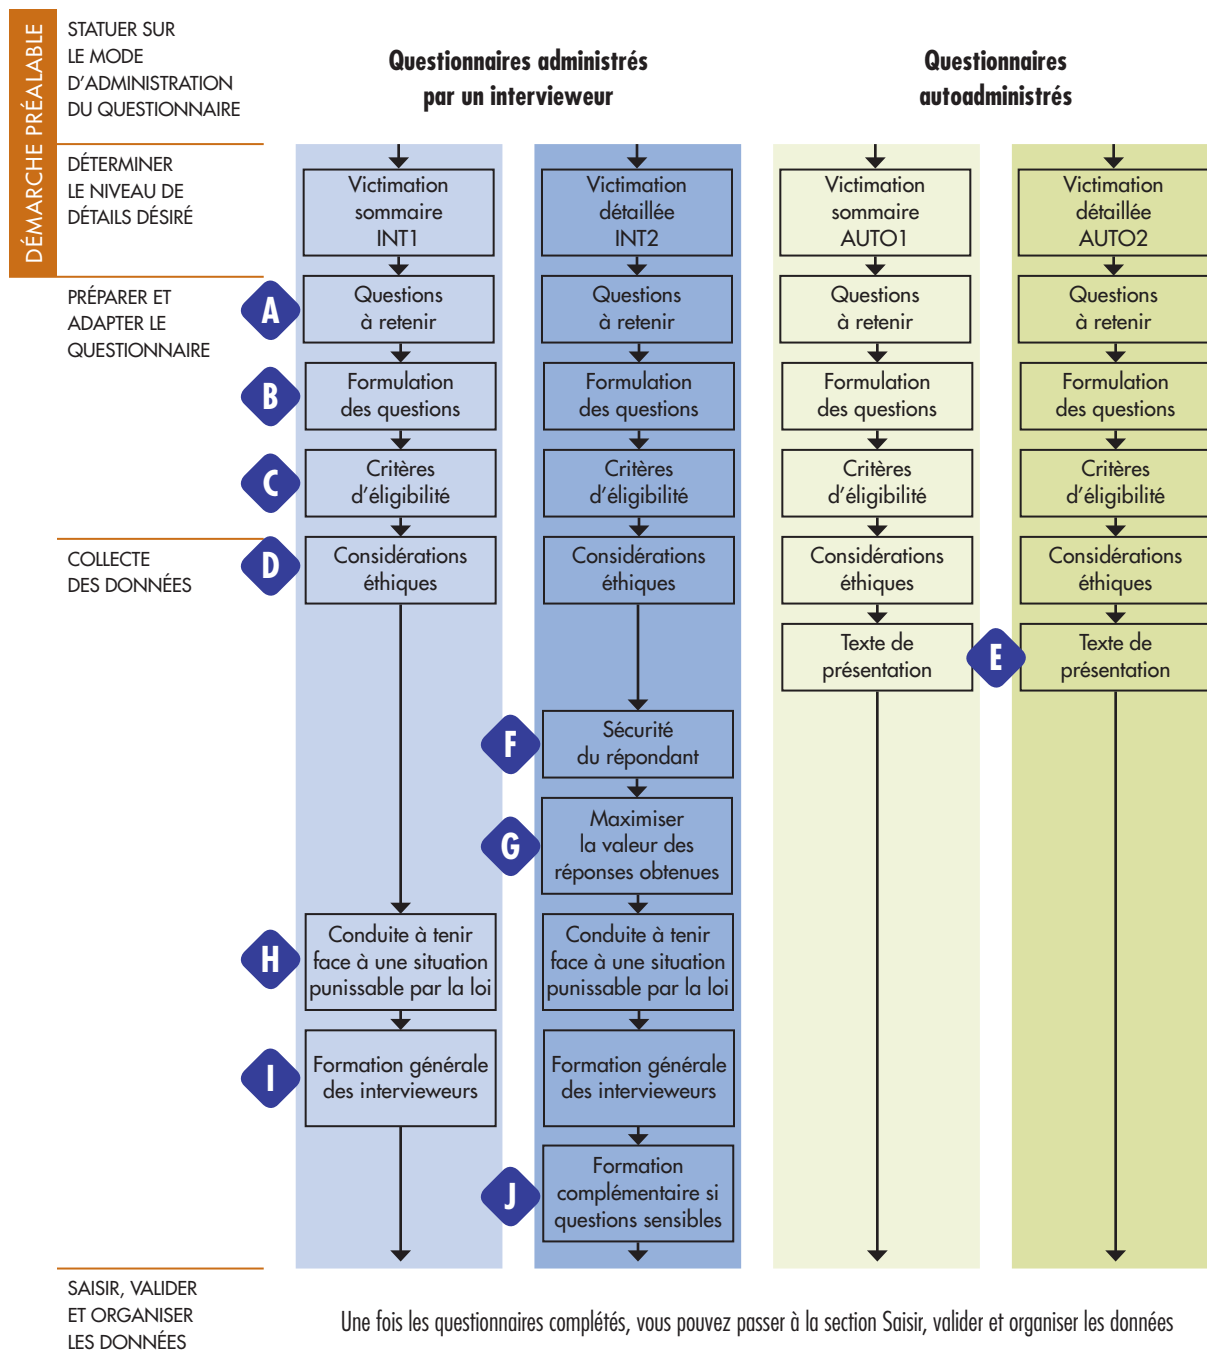 DÉMARCHE PRÉALABLE
STATUER SUR
LE MODE
D'ADMINISTRATION
DU QUESTIONNAIRE
Questionnaires administrés
par un intervieweur
Questionnaires
autoadministrés
DÉTERMINER
LE NIVEAU DE
DÉTAILS DÉSIRÉ
Victimation
sommaire
INT1
Victimation
détaillée
INT2
Victimation
sommaire
AUTO1
Victimation
détaillée
AUTO2
PRÉPARER ET
ADAPTER LE
QUESTIONNAIRE
A
Questions
à retenir
Questions
à retenir
Questions
à retenir
Questions
à retenir
B
Formulation
des questions
Formulation
des questions
Formulation
des questions
Formulation
des questions
C
Critères
d'éligibilité
Critères
d'éligibilité
Critères
d'éligibilité
Critères
d'éligibilité
COLLECTE
DES DONNÉES
D
Considérations
éthiques
Considérations
éthiques
Considérations
éthiques
Considérations
éthiques
Texte de
présentation
E
Texte de
présentation
F
Sécurité
du répondant
G
Maximiser
la valeur des
réponses obtenues
H
Conduite à tenir
face à une situation
punissable par la loi
Conduite à tenir
face à une situation
punissable par la loi
I
Formation générale
des intervieweurs
Formation générale
des intervieweurs
J
Formation
complémentaire si
questions sensibles
SAISIR, VALIDER
ET ORGANISER
LES DONNÉES
Une fois les questionnaires complétés, vous pouvez passer à la section Saisir, valider et organiser les données